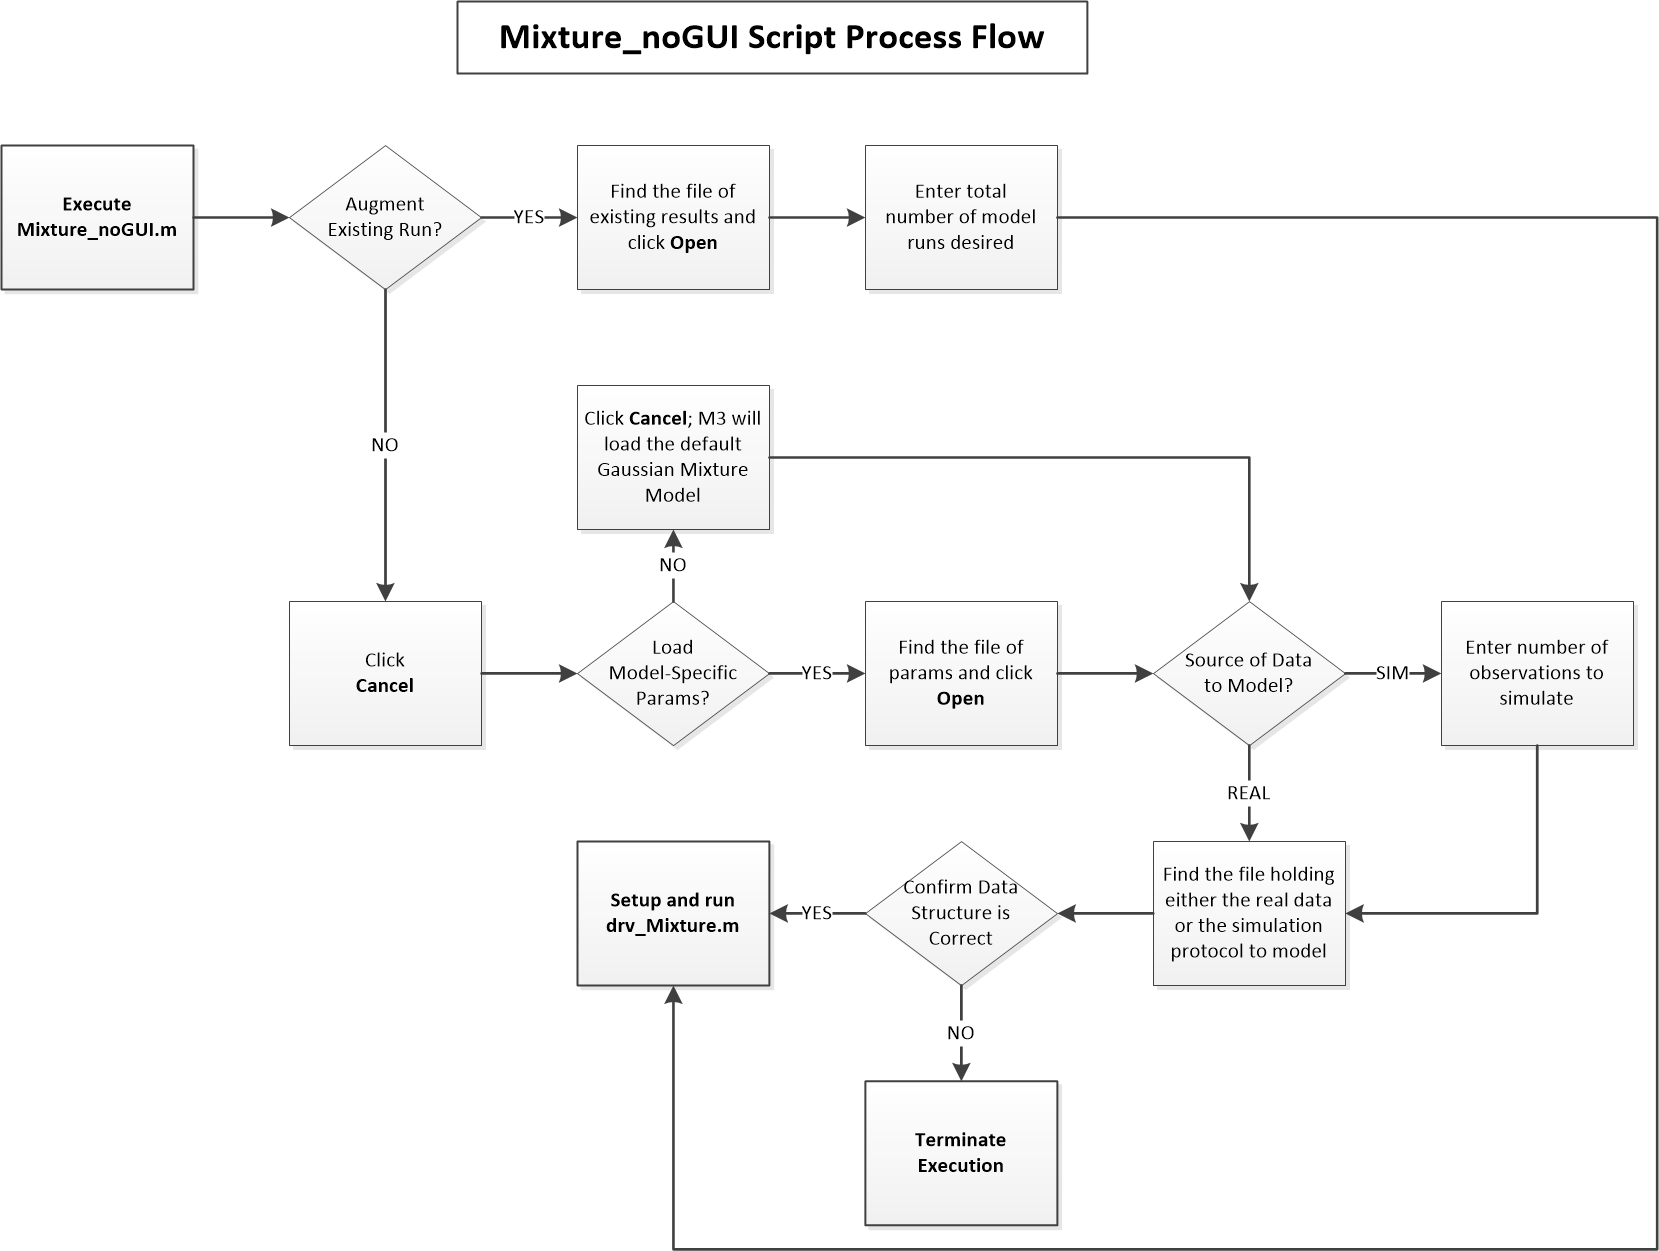 Mixture_noGUI Script Process Flow
Execute
Mixture_noGUI.m
Augment
Existing Run?
YES
Find the file of
existing results and
click Open
Enter total
number of model
runs desired
NO
Click Cancel; M3 will
load the default
Gaussian Mixture
Model
NO
Click
Cancel
Load
Model-Specific
Params?
YES
Find the file of
params and click
Open
Source of Data
to Model?
SIM
Enter number of
observations to
simulate
REAL
Setup and run
drv_Mixture.m
YES
Confirm Data
Structure is
Correct
Find the file holding
either the real data
or the simulation
protocol to model
NO
Terminate
Execution